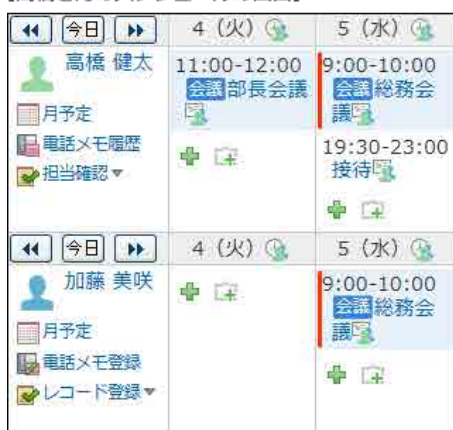 今日 4（火） 5（水）
高橋 健太
月予定
電話メモ履歴
担当確認▼
11:00-12:00
会議部長会議
9:00-10:00
会議総務会
議
19:30-23:00
接待
今日 4（火） 5（水）
加藤 美咲
月予定
電話メモ登録
レコード登録▼
9:00-10:00
会議総務会
議